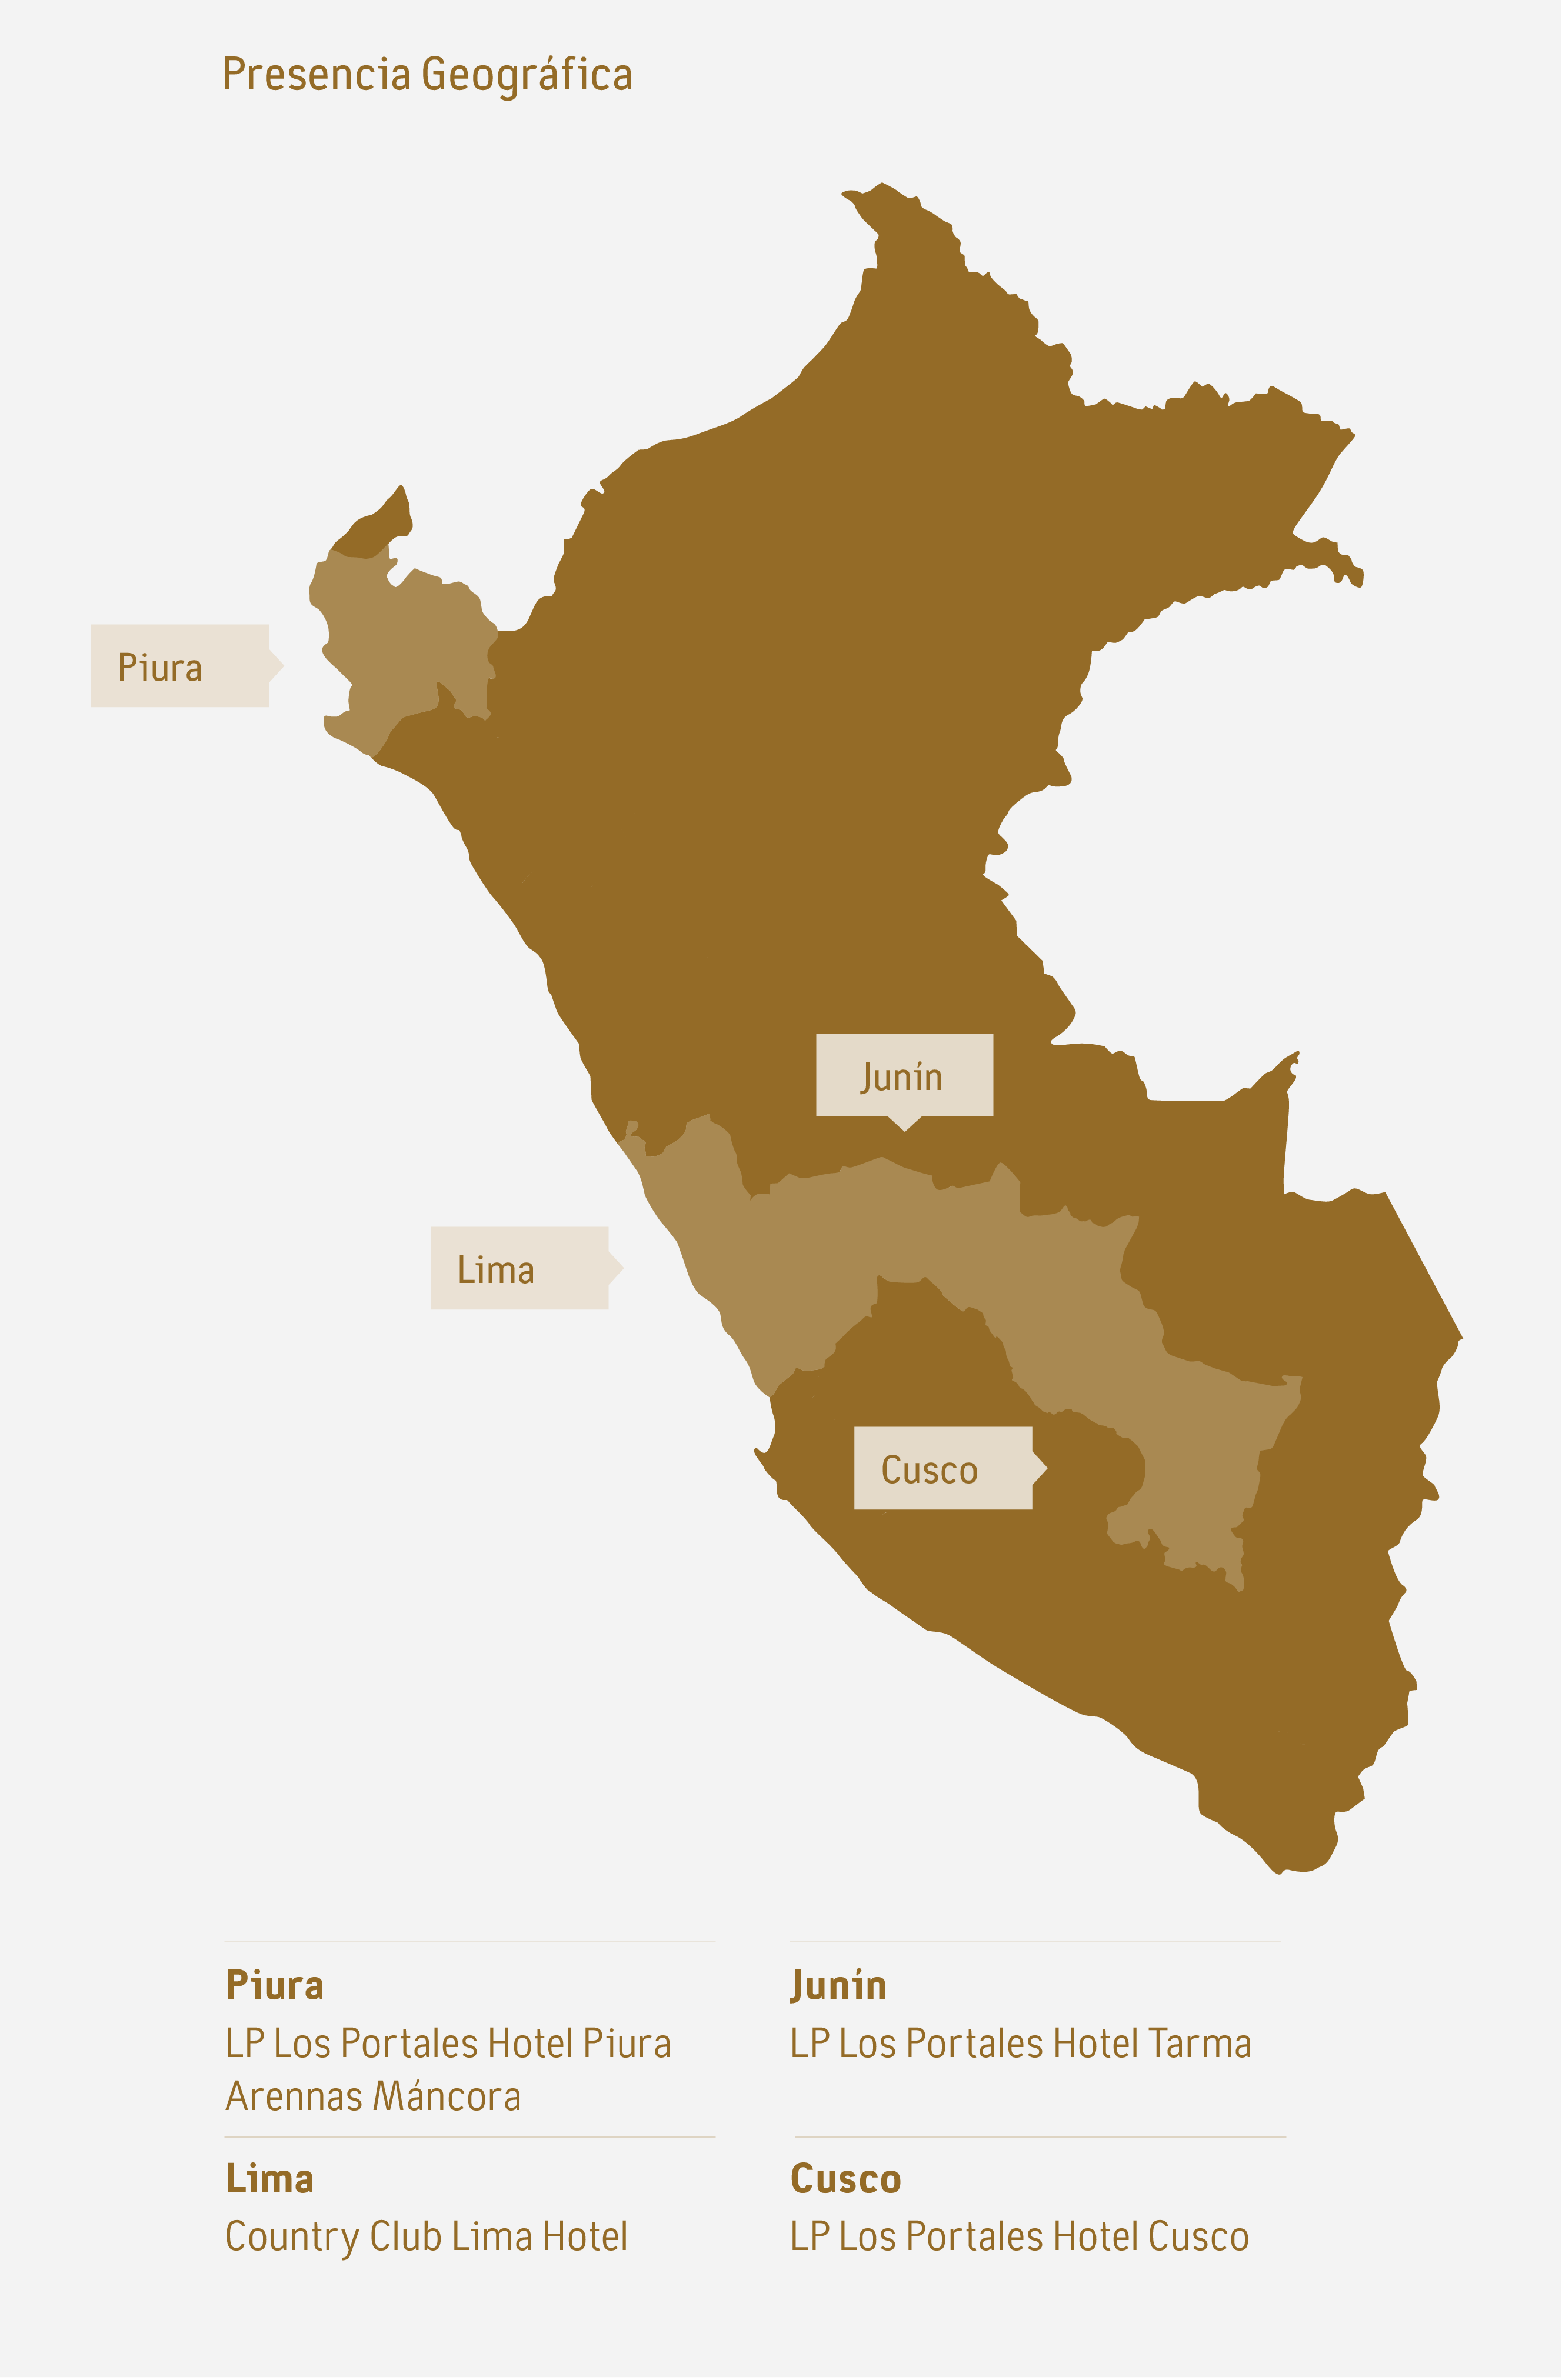 Presencia Geográfica
Piura
Junín
Lima
Cusco
Piura
LP Los Portales Hotel Piura
Arennas Máncora
Junín
LP Los Portales Hotel Tarma
Lima
Country Club Lima Hotel
Cusco
LP Los Portales Hotel Cusco